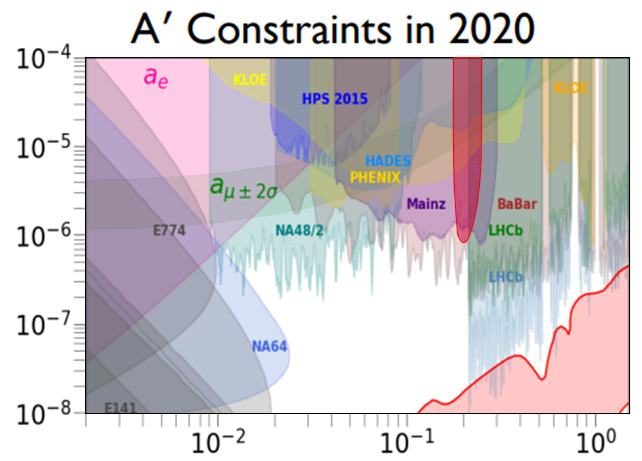 A′ Constraints in 2020
10⁻⁴
aₑ
KLOE
KLOE
HPS 2015
10⁻⁵
HADES
PHENIX
a_μ ± 2σ
Mainz
BaBar
10⁻⁶
E774
NA48/2
LHCb
LHCb
10⁻⁷
NA64
10⁻⁸
E141
10⁻²
10⁻¹
10⁰